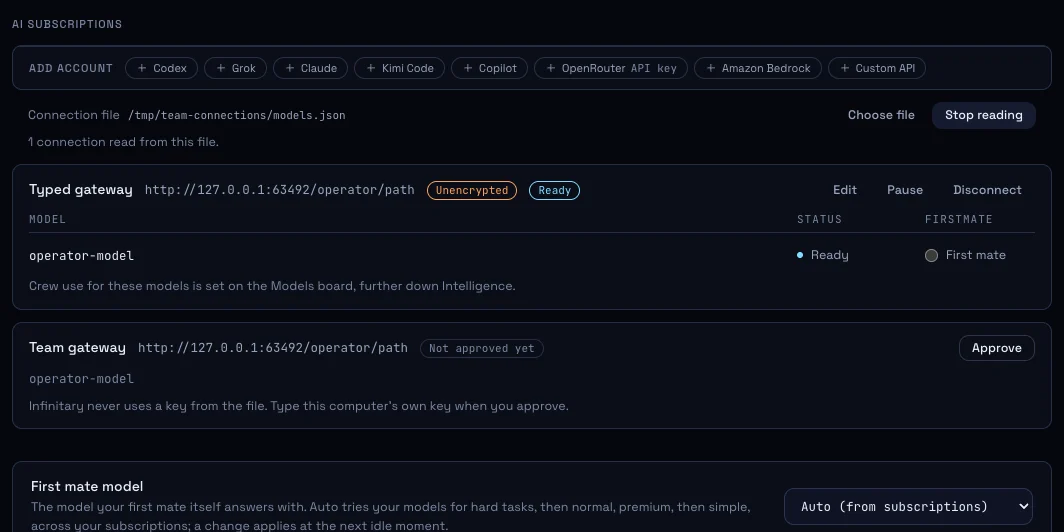 AI SUBSCRIPTIONS
ADD ACCOUNT + Codex + Grok + Claude + Kimi Code + Copilot + OpenRouter API key + Amazon Bedrock + Custom API
Connection file /tmp/team-connections/models.json Choose file Stop reading
1 connection read from this file.
Typed gateway http://127.0.0.1:63492/operator/path Unencrypted Ready Edit Pause Disconnect
MODEL STATUS FIRSTMATE
operator-model Ready First mate
Crew use for these models is set on the Models board, further down Intelligence.
Team gateway http://127.0.0.1:63492/operator/path Not approved yet Approve
operator-model
Infinitary never uses a key from the file. Type this computer's own key when you approve.
First mate model
The model your first mate itself answers with. Auto tries your models for hard tasks, then normal, premium, then simple,
across your subscriptions; a change applies at the next idle moment.
Auto (from subscriptions)